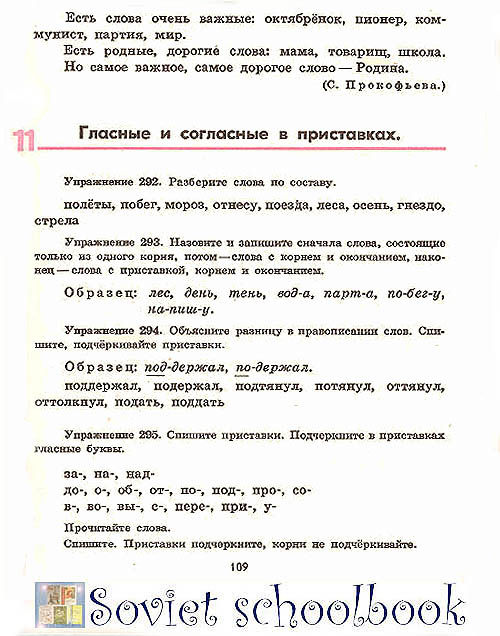 Есть слова очень важные: октябрёнок, пионер, ком-
мунист, партия, мир.
Есть родные, дорогие слова: мама, товарищ, школа.
Но самое важное, самое дорогое слово — Родина.
(С. Прокофьева.)
11 Гласные и согласные в приставках.
Упражнение 292. Разберите слова по составу.
полёты, побег, мороз, отнесу, поезда, леса, осень, гнездо,
стрела
Упражнение 293. Назовите и запишите сначала слова, состоящие
только из одного корня, потом — слова с корнем и окончанием, нако-
нец — слова с приставкой, корнем и окончанием.
Образец: лес, день, тень, вод-а, парт-а, по-бег-у,
на-пиш-у.
Упражнение 294. Объясните разницу в правописании слов. Спи-
шите, подчёркивайте приставки.
Образец: под-держал, по-держал.
поддержал, подержал, подтянул, потянул, оттянул,
оттолкнул, подать, поддать
Упражнение 295. Спишите приставки. Подчеркните в приставках
гласные буквы.
за-, на-, над-
до-, о-, об-, от-, по-, под-, про-, со-
в-, во-, вы-, с-, пере-, при-, у-
Прочитайте слова.
Спишите. Приставки подчеркните, корни не подчёркивайте.
109
Soviet schoolbook